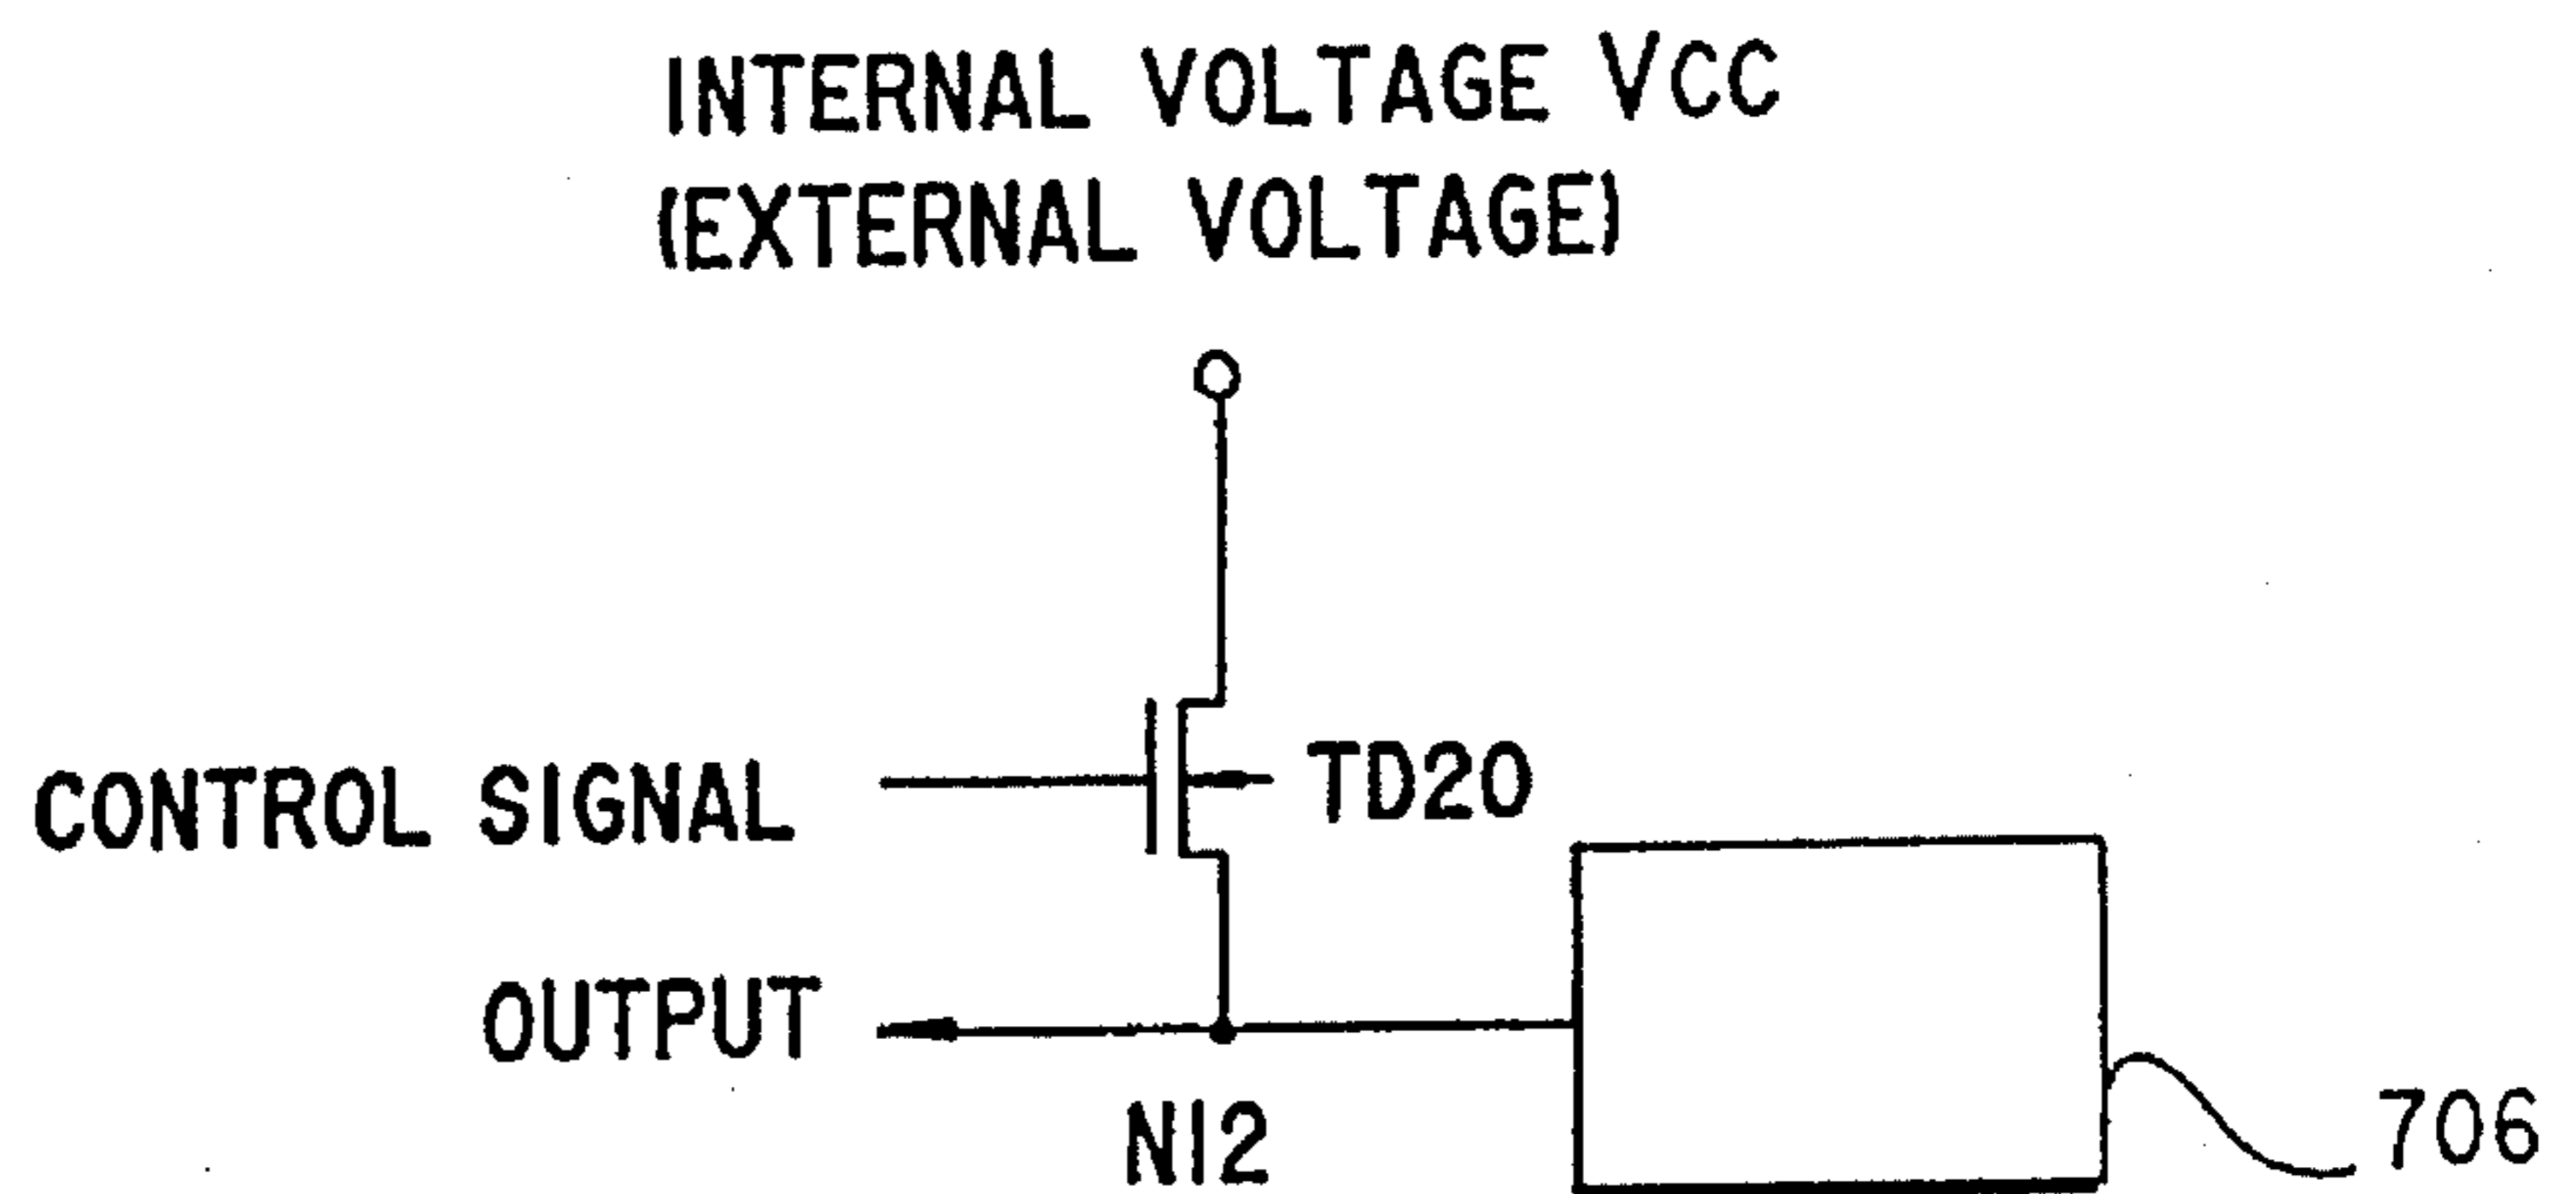 INTERNAL VOLTAGE VCC
(EXTERNAL VOLTAGE)
CONTROL SIGNAL
TD20
OUTPUT
N12
706